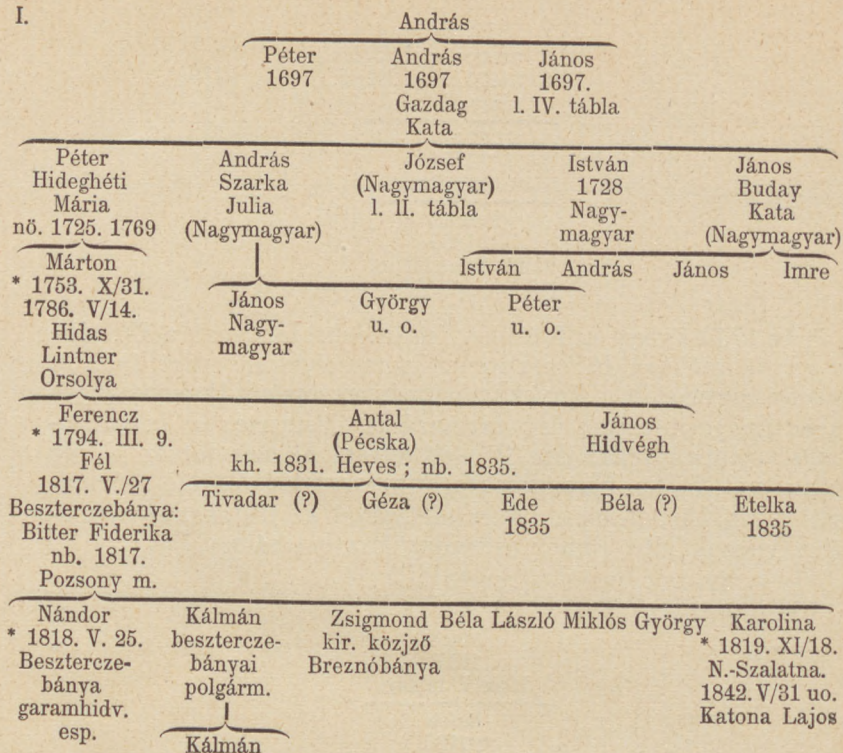 I.
András
Péter András János
1697 1697 1697.
Gazdag l. IV. tábla
Kata
Péter András József István János
Hideghéti Szarka (Nagymagyar) 1728 Buday
Mária Julia l. II. tábla Nagy- Kata
nő. 1725. 1769 (Nagymagyar) magyar (Nagymagyar)
Márton István András János Imre
* 1753. X/31. János György Péter
1786. V/14. Nagy- u. o. u. o.
Hidas magyar
Lintner
Orsolya
Ferencz Antal János
* 1794. III. 9. (Pécska) Hidvégh
Fél kh. 1831. Heves ; nb. 1835.
1817. V./27 Tivadar (?) Géza (?) Ede Béla (?) Etelka
Beszterczebánya: 1835 1835
Bitter Fiderika
nb. 1817.
Pozsony m.
Nándor Kálmán Zsigmond Béla László Miklós György Karolina
* 1818. V. 25. besztercze- kir. közjző * 1819. XI/18.
Besztercze- bányai Breznóbánya N.-Szalatna.
bánya polgárm. 1842. V/31 uo.
garamhidv. Katona Lajos
esp. Kálmán